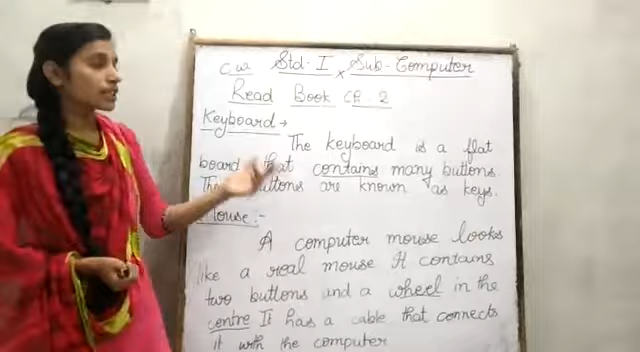 C.W Std-I x Sub-Computer
Read Book Ch. 2
Keyboard →
The keyboard is a flat
board that contains many buttons.
buttons are known as keys.
Mouse:-
A computer mouse looks
like a real mouse It contains
two buttons and a wheel in the
centre It has a cable that connects
it with the computer